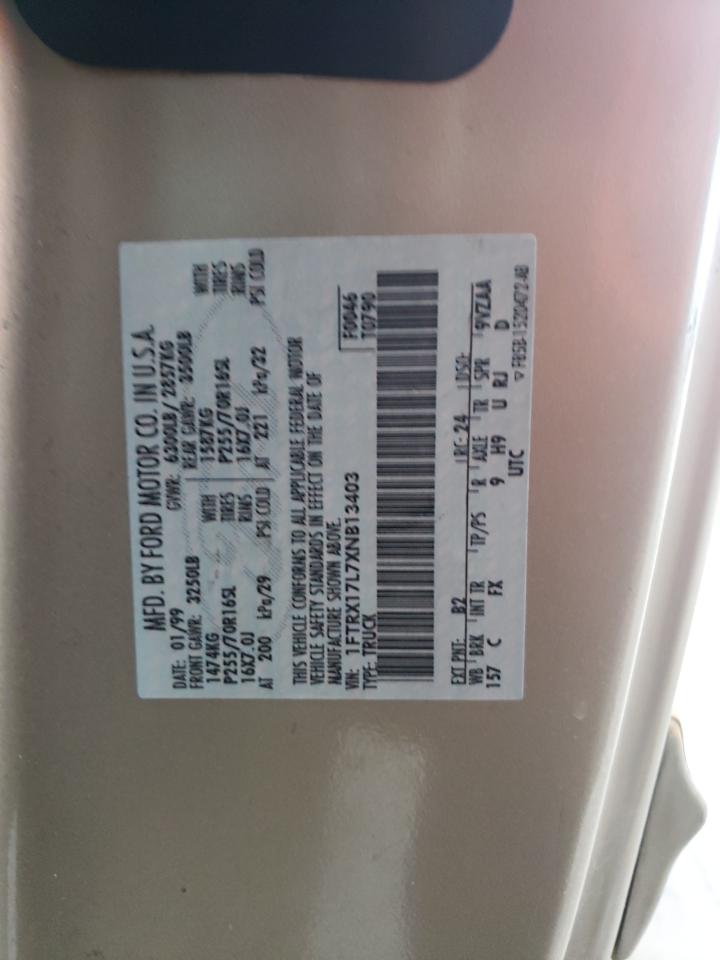 MFD. BY FORD MOTOR CO. IN U.S.A.
DATE: 01/99 GVWR: 6300LB/2857KG
FRONT GAWR: 3250LB REAR GAWR: 3500LB
1474KG WITH 1587KG WITH
P255/70R16SL TIRES P255/70R16SL TIRES
16X7.0J RIMS 16X7.0J RIMS
AT 200 kPa/29 PSI COLD AT 221 kPa/32 PSI COLD
THIS VEHICLE CONFORMS TO ALL APPLICABLE FEDERAL MOTOR
VEHICLE SAFETY STANDARDS IN EFFECT ON THE DATE OF
MANUFACTURE SHOWN ABOVE.
VIN: 1FTRX17L7XNB13403 F0046
TYPE: TRUCK T0790
EXT PNT: B2 RC: 24 DSO:
WB BRK INT TR TP/PS R AXLE TR SPR 9VZAA
157 C FX 9 H9 U RJ D
UTC F85B-1520472-AB